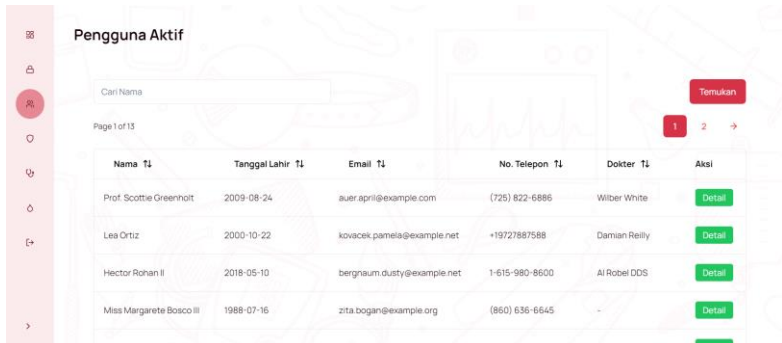 Pengguna Aktif
Cari Nama
Temukan
Page 1 of 13
1 2 →
Nama ↑↓ Tanggal Lahir ↑↓ Email ↑↓ No. Telepon ↑↓ Dokter ↑↓ Aksi
Prof. Scottie Greenholt 2009-08-24 auer.april@example.com (725) 822-6886 Wilber White Detail
Lea Ortiz 2000-10-22 kovacek.pamela@example.net +19727887588 Damian Reilly Detail
Hector Rohan II 2018-05-10 bergnaum.dusty@example.net 1-615-980-8600 Al Robel DDS Detail
Miss Margarete Bosco III 1988-07-16 zita.bogan@example.org (860) 636-6645 - Detail